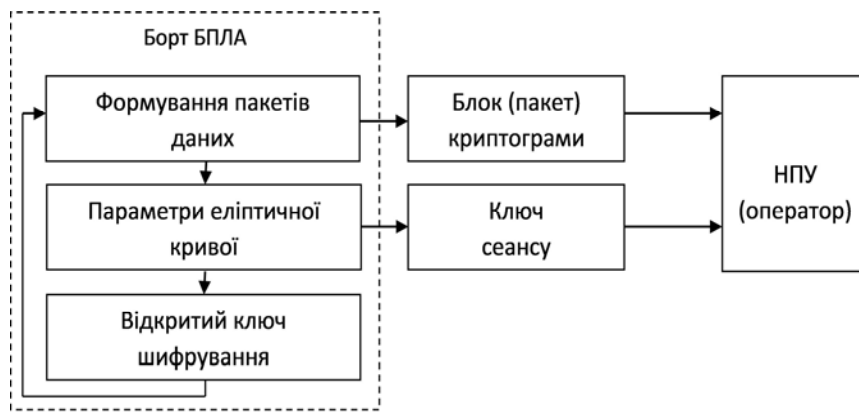 Борт БПЛА
Формування пакетів
даних
Блок (пакет)
криптограми
НПУ
(оператор)
Параметри еліптичної
кривої
Ключ
сеансу
Відкритий ключ
шифрування